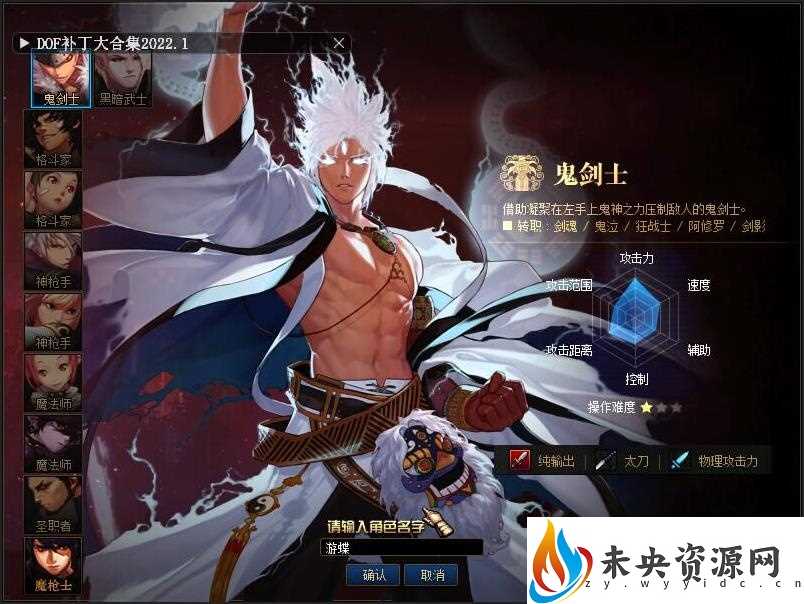 DOF补丁大合集2022.1
鬼剑士
黑暗武士
格斗家
格斗家
神枪手
神枪手
魔法师
魔法师
圣职者
魔枪士
鬼剑士
借助凝聚在左手上鬼神之力压制敌人的鬼剑士。
转职：剑魂 / 鬼泣 / 狂战士 / 阿修罗 / 剑影
攻击力
攻击范围
速度
攻击距离
辅助
控制
操作难度
纯输出
太刀
物理攻击力
请输入角色名字
游蝶
确认
取消
未央资源网
zy.wyyidc.cn